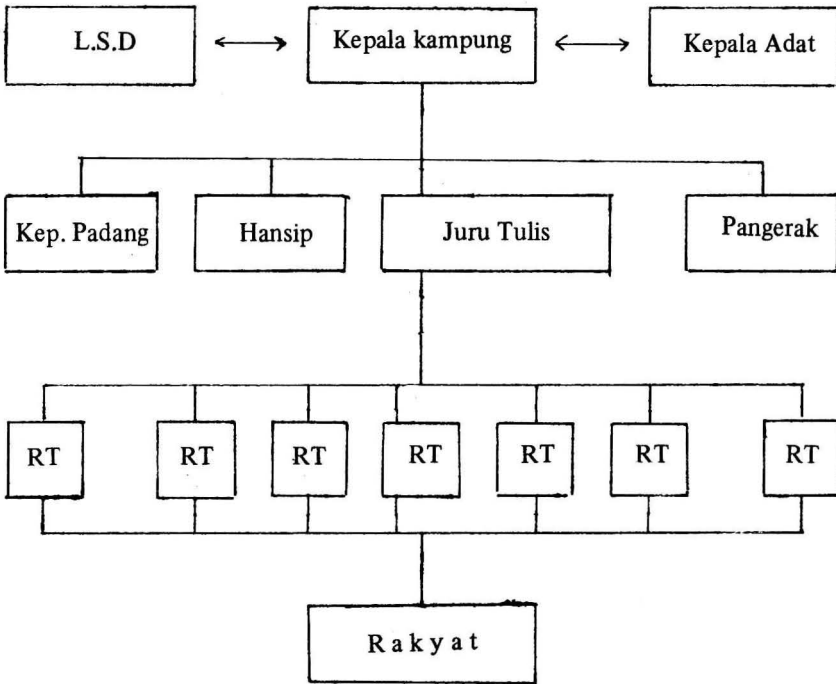 L.S.D
Kepala kampung
Kepala Adat
Kep. Padang
Hansip
Juru Tulis
Pangerak
RT
RT
RT
RT
RT
RT
RT
Rakyat